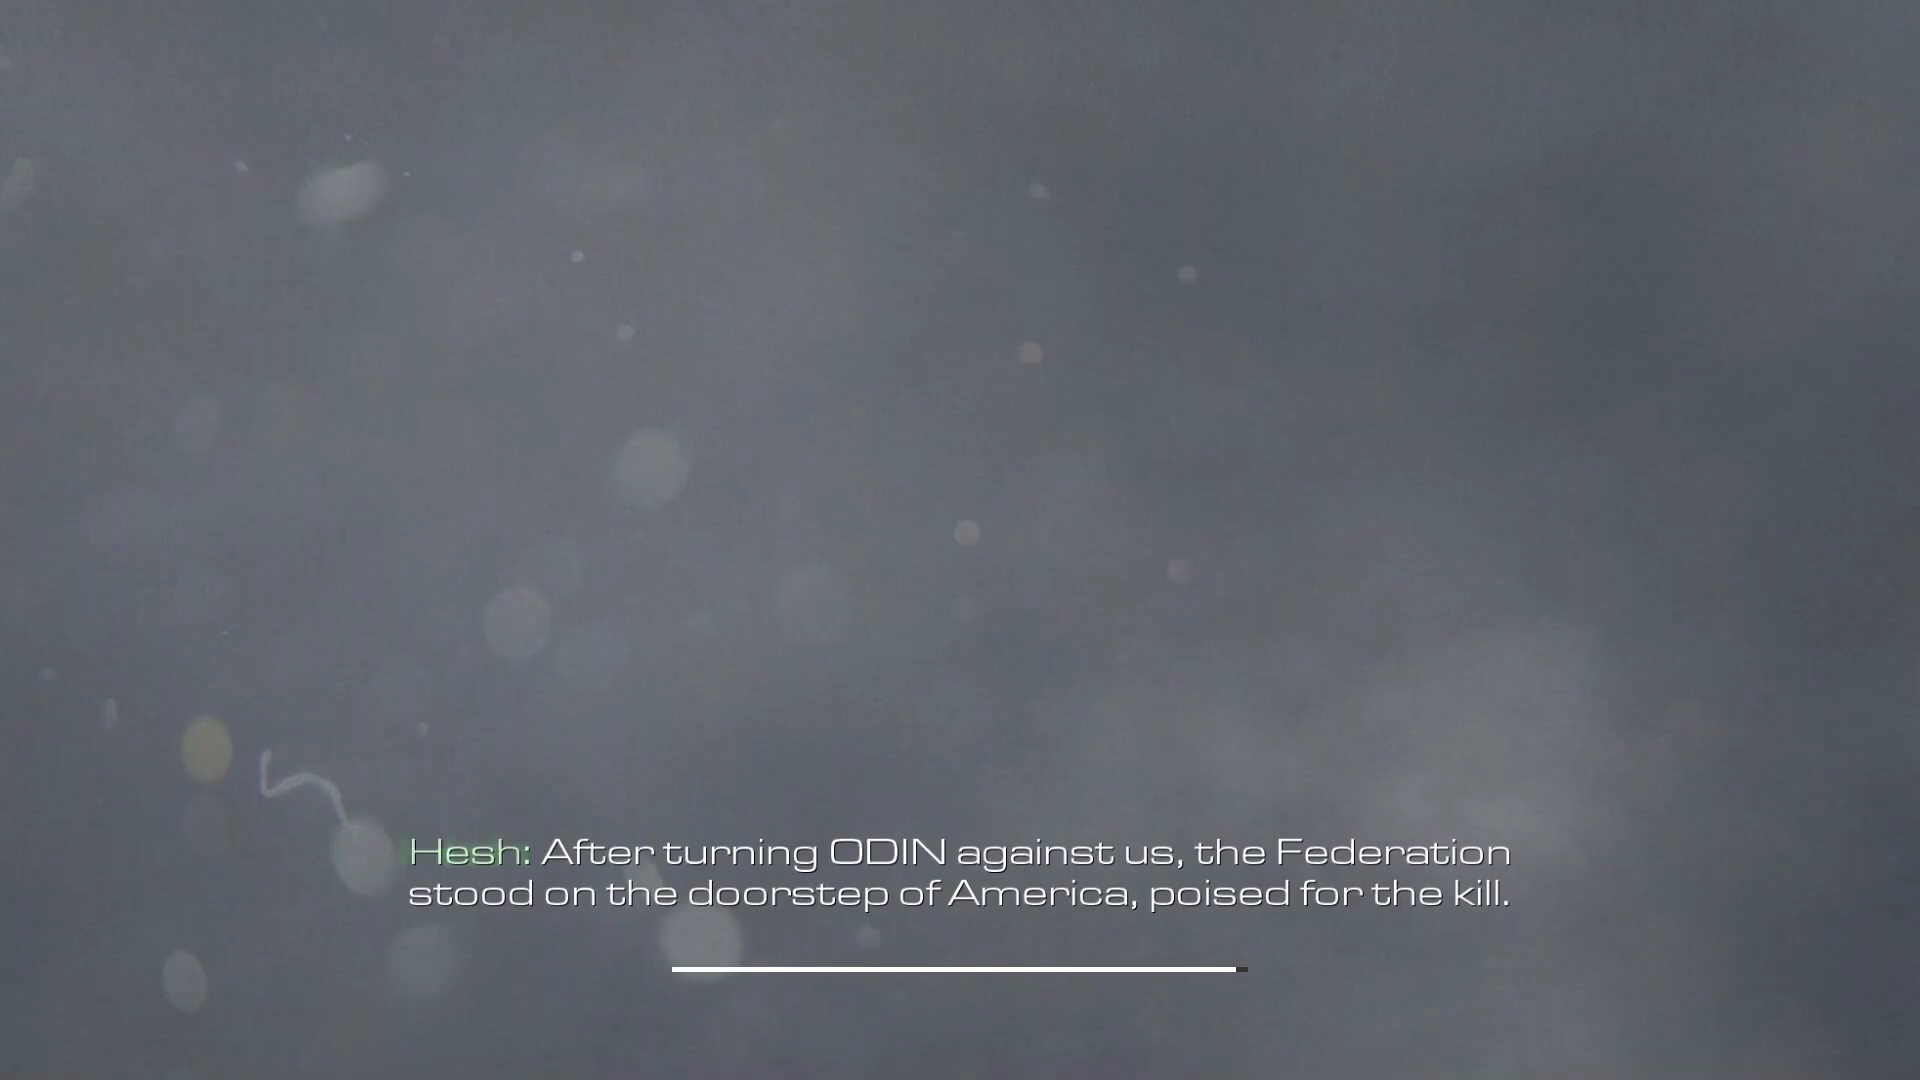 Hesh: After turning ODIN against us, the Federation
stood on the doorstep of America, poised for the kill.